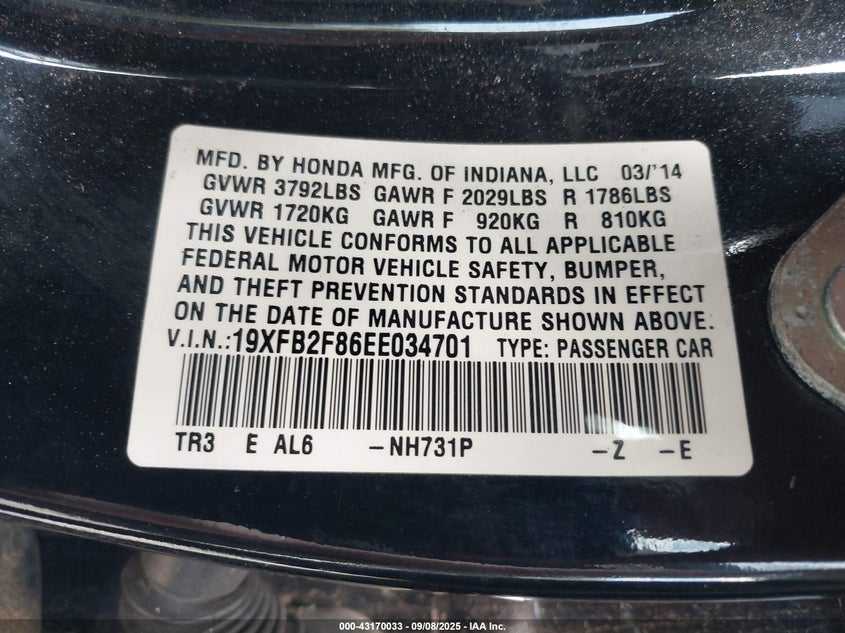 MFD. BY HONDA MFG. OF INDIANA, LLC 03/'14
GVWR 3792LBS GAWR F 2029LBS R 1786LBS
GVWR 1720KG GAWR F 920KG R 810KG
THIS VEHICLE CONFORMS TO ALL APPLICABLE
FEDERAL MOTOR VEHICLE SAFETY, BUMPER,
AND THEFT PREVENTION STANDARDS IN EFFECT
ON THE DATE OF MANUFACTURE SHOWN ABOVE.
V.I.N.:19XFB2F86EE034701 TYPE: PASSENGER CAR
TR3 E AL6 -NH731P -Z -E
000-43170033 - 09/08/2025 - IAA Inc.